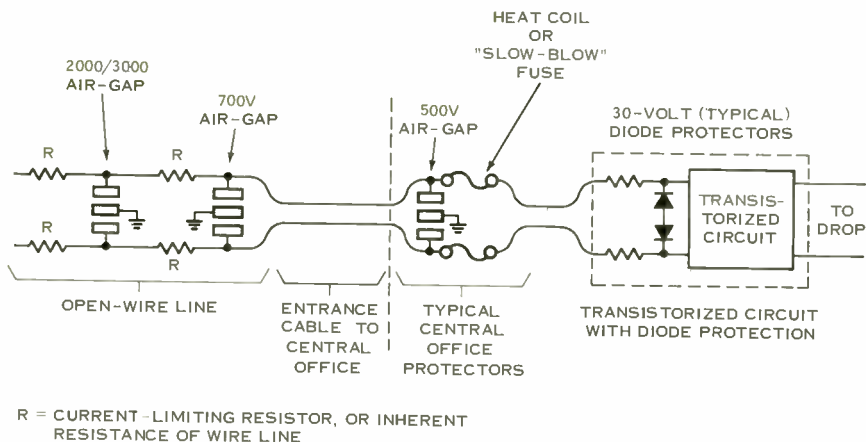 HEAT COIL
OR
"SLOW-BLOW"
FUSE
2000/3000
AIR-GAP
700V
AIR-GAP
500V
AIR-GAP
30-VOLT (TYPICAL)
DIODE PROTECTORS
R
R
R
R
TRANSIS-
TORIZED
CIRCUIT
TO
DROP
OPEN-WIRE LINE
ENTRANCE
CABLE TO
CENTRAL
OFFICE
TYPICAL
CENTRAL
OFFICE
PROTECTORS
TRANSISTORIZED CIRCUIT
WITH DIODE PROTECTION
R = CURRENT-LIMITING RESISTOR, OR INHERENT
RESISTANCE OF WIRE LINE